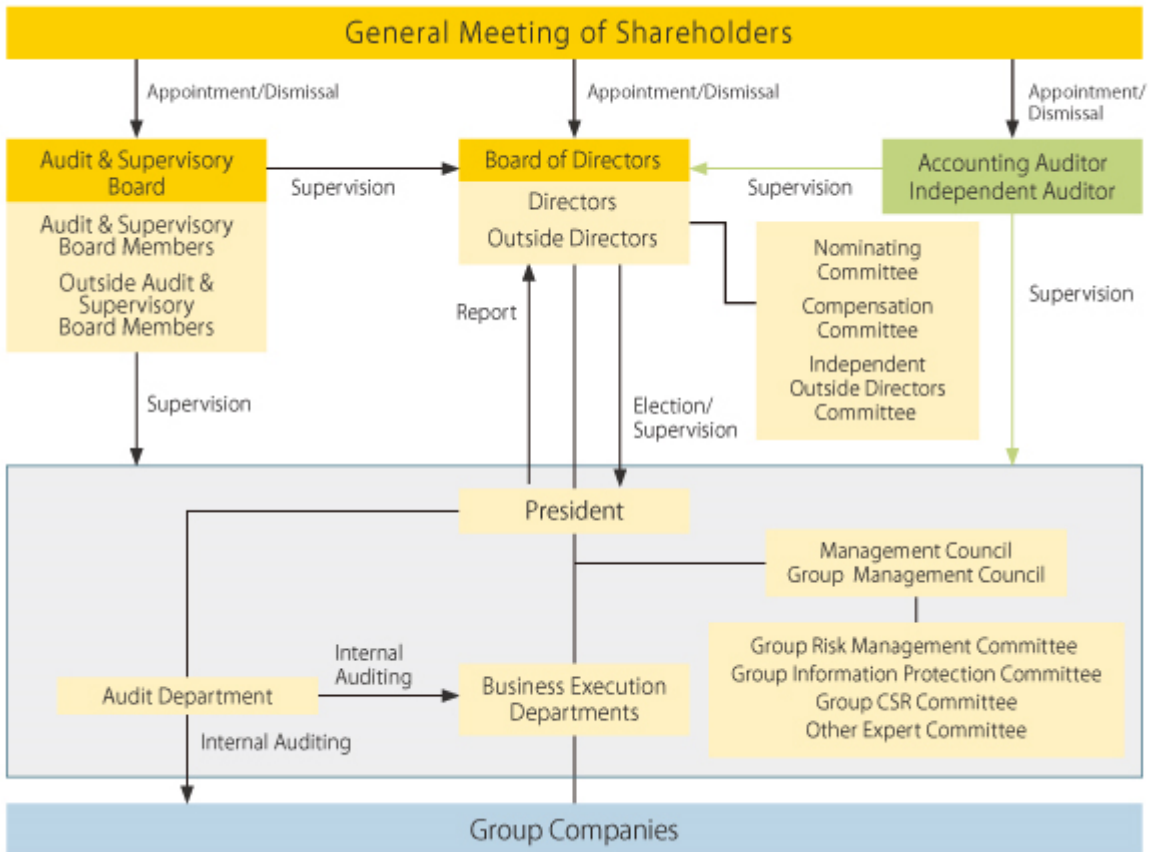 General Meeting of Shareholders
Appointment/Dismissal
Appointment/Dismissal
Appointment/
Dismissal
Audit & Supervisory
Board
Supervision
Board of Directors
Supervision
Accounting Auditor
Independent Auditor
Audit & Supervisory
Board Members
Outside Audit &
Supervisory
Board Members
Directors
Outside Directors
Nominating
Committee
Compensation
Committee
Independent
Outside Directors
Committee
Supervision
Report
Supervision
Election/
Supervision
President
Management Council
Group Management Council
Group Risk Management Committee
Group Information Protection Committee
Group CSR Committee
Other Expert Committee
Audit Department
Internal
Auditing
Business Execution
Departments
Internal Auditing
Group Companies